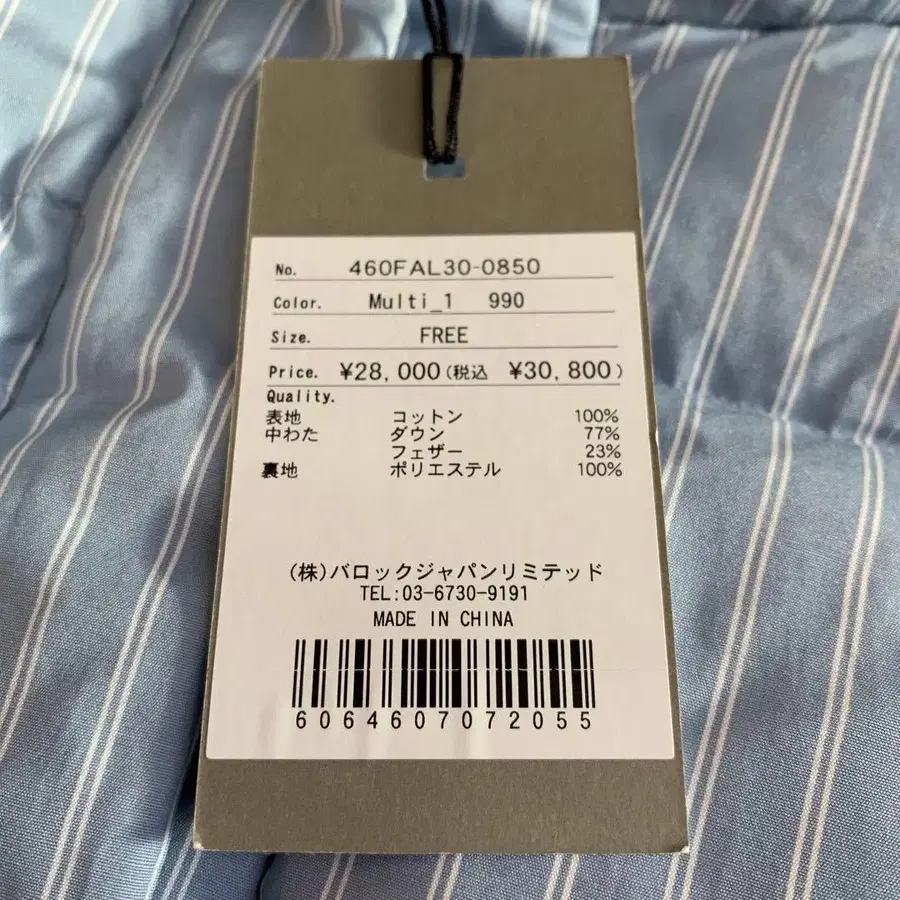 No. 460FAL30-0850
Color. Multi_1 990
Size. FREE
Price. ¥28,000(税込 ¥30,800)
Quality.
表地 コットン 100%
中わた ダウン 77%
フェザー 23%
裏地 ポリエステル 100%
(株)バロックジャパンリミテッド
TEL:03-6730-9191
MADE IN CHINA
6064607072055